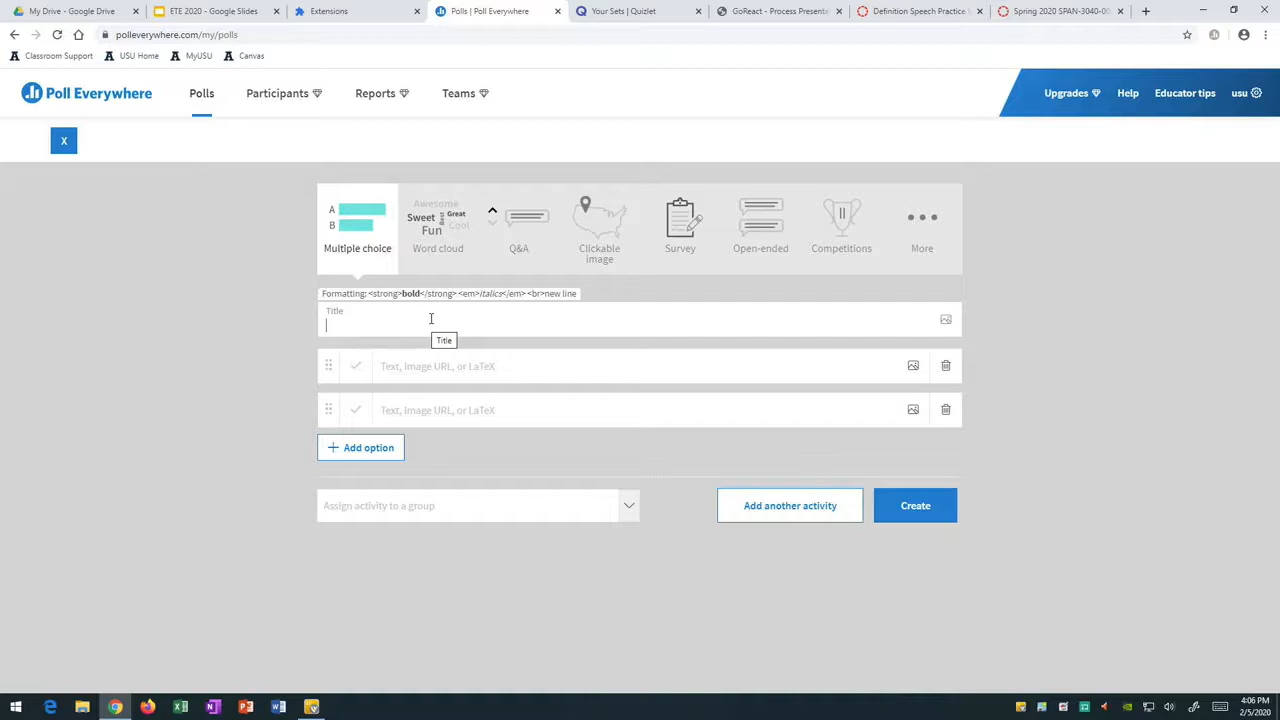 My Drive - Google Drive
ETE 2020 - Google Slides
Extensions
Polls | Poll Everywhere
Your Sets | Quizlet
GoReact - Process Presenta
Definition Speech Practice M
Spring 2020 SPAN-3040-00
polleverywhere.com/my/polls
Classroom Support
USU Home
MyUSU
Canvas
Poll Everywhere
Polls
Participants
Reports
Teams
Upgrades
Help
Educator tips
usu
X
A
B
Multiple choice
Awesome
Sweet Best Great
Fun Cool
Word cloud
Q&A
Clickable
image
Survey
Open-ended
Competitions
More
Formatting: <strong>bold</strong> <em>italics</em> <br>new line
Title
Title
Text, Image URL, or LaTeX
Text, Image URL, or LaTeX
Add option
Assign activity to a group
Add another activity
Create
4:06 PM
2/5/2020